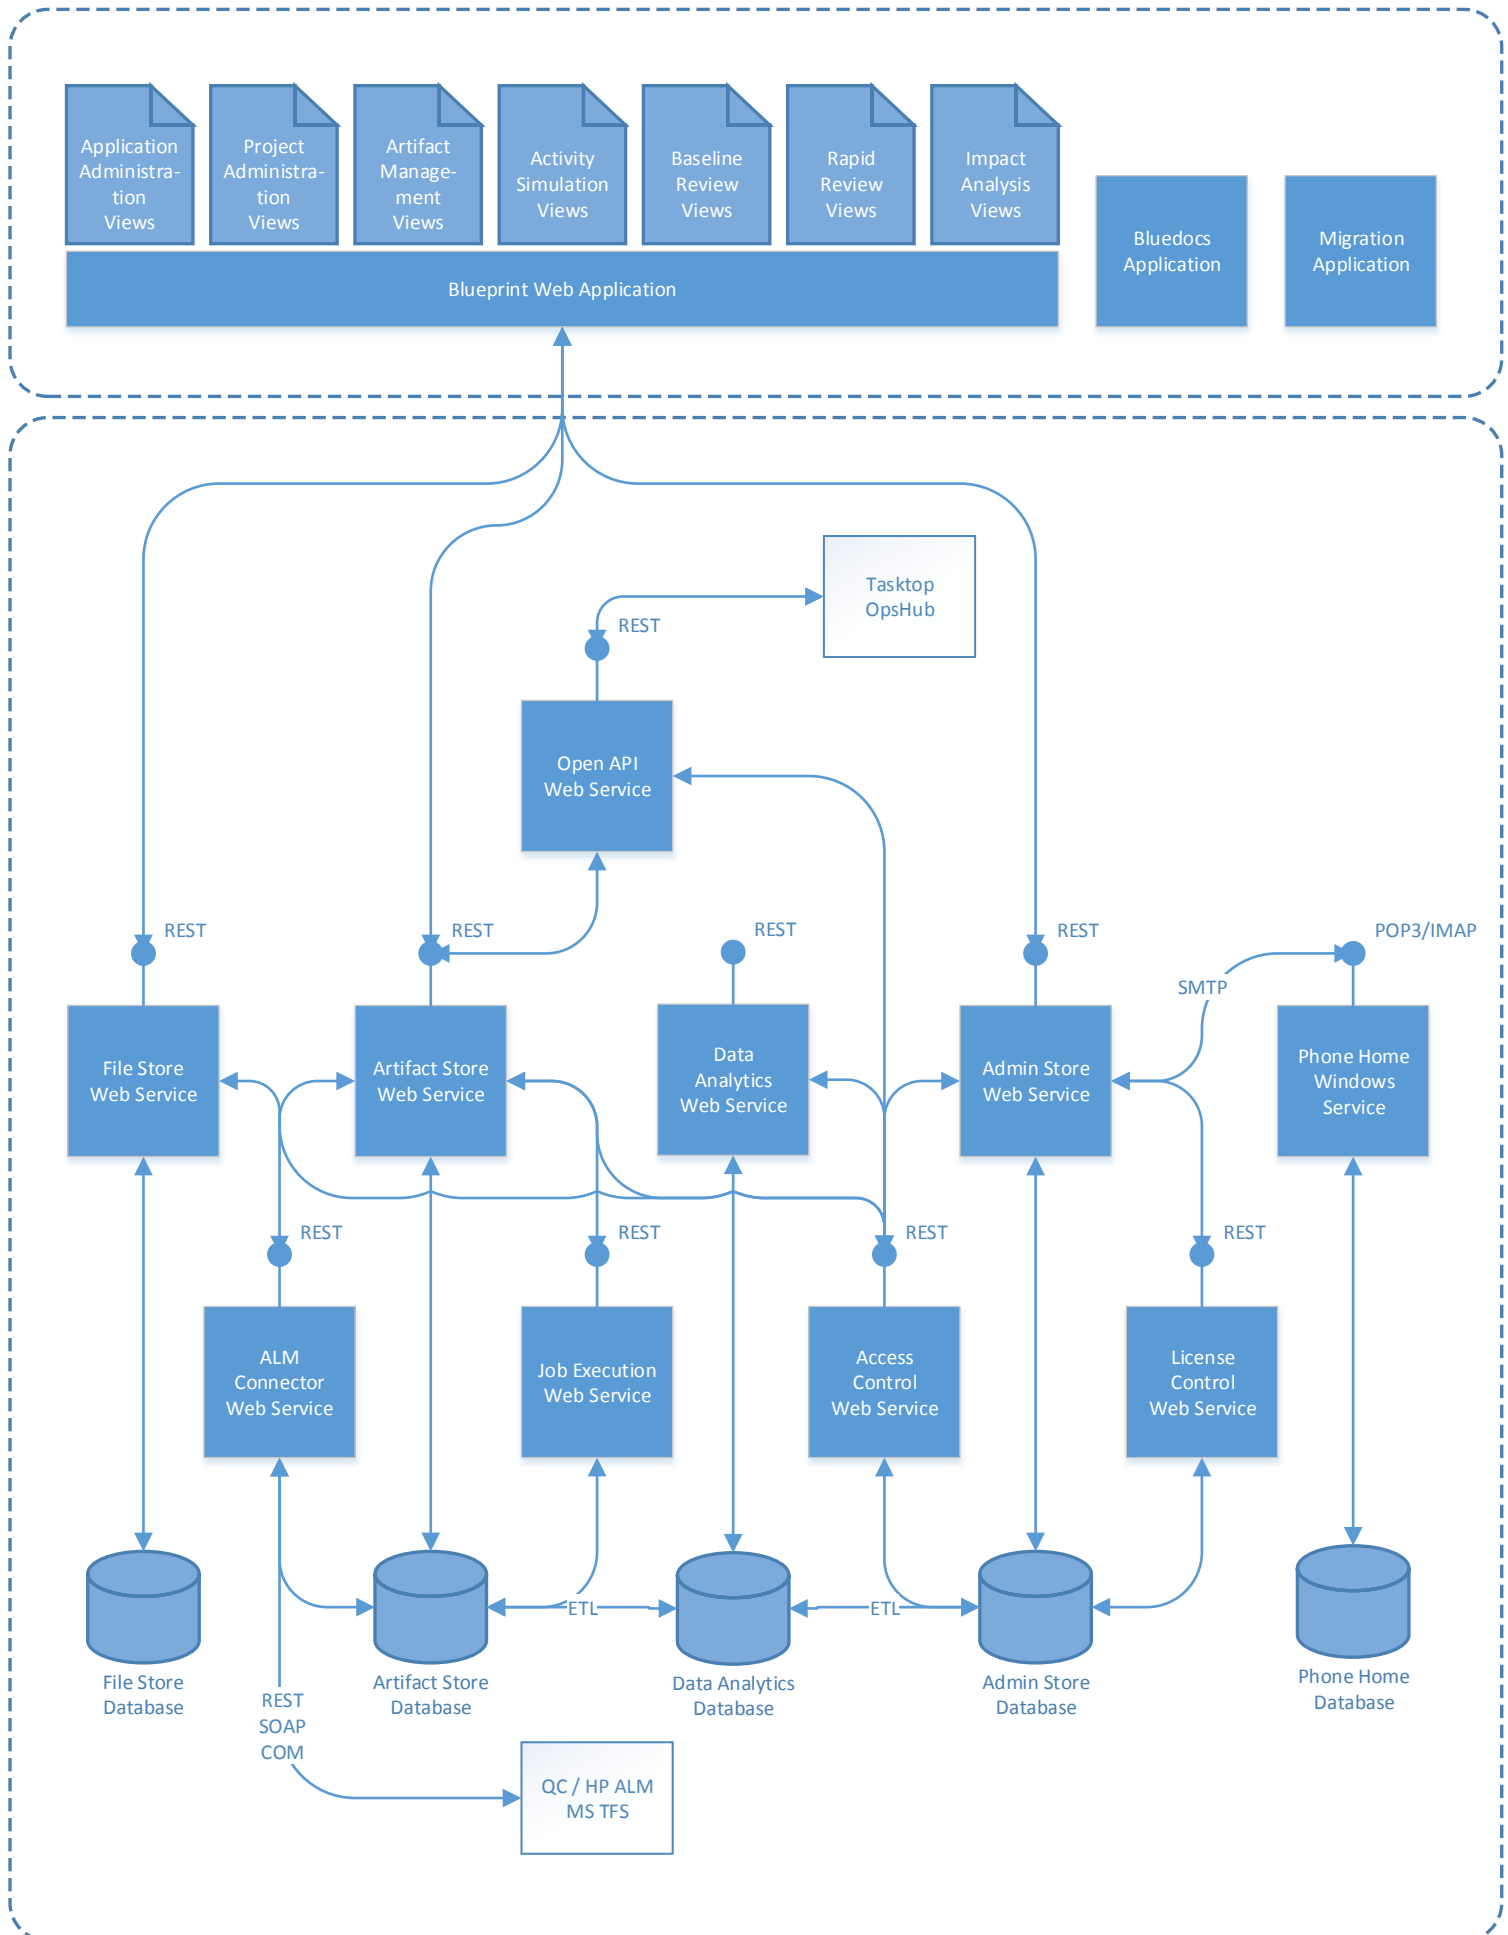 Application
Administra-
tion
Views
Project
Administra-
tion
Views
Artifact
Manage-
ment
Views
Activity
Simulation
Views
Baseline
Review
Views
Rapid
Review
Views
Impact
Analysis
Views
Bluedocs
Application
Migration
Application
Blueprint Web Application
Tasktop
OpsHub
REST
Open API
Web Service
REST
REST
REST
REST
POP3/IMAP
SMTP
File Store
Web Service
Artifact Store
Web Service
Data
Analytics
Web Service
Admin Store
Web Service
Phone Home
Windows
Service
REST
REST
REST
REST
ALM
Connector
Web Service
Job Execution
Web Service
Access
Control
Web Service
License
Control
Web Service
ETL
ETL
File Store
Database
Artifact Store
Database
Data Analytics
Database
Admin Store
Database
Phone Home
Database
REST
SOAP
COM
QC / HP ALM
MS TFS